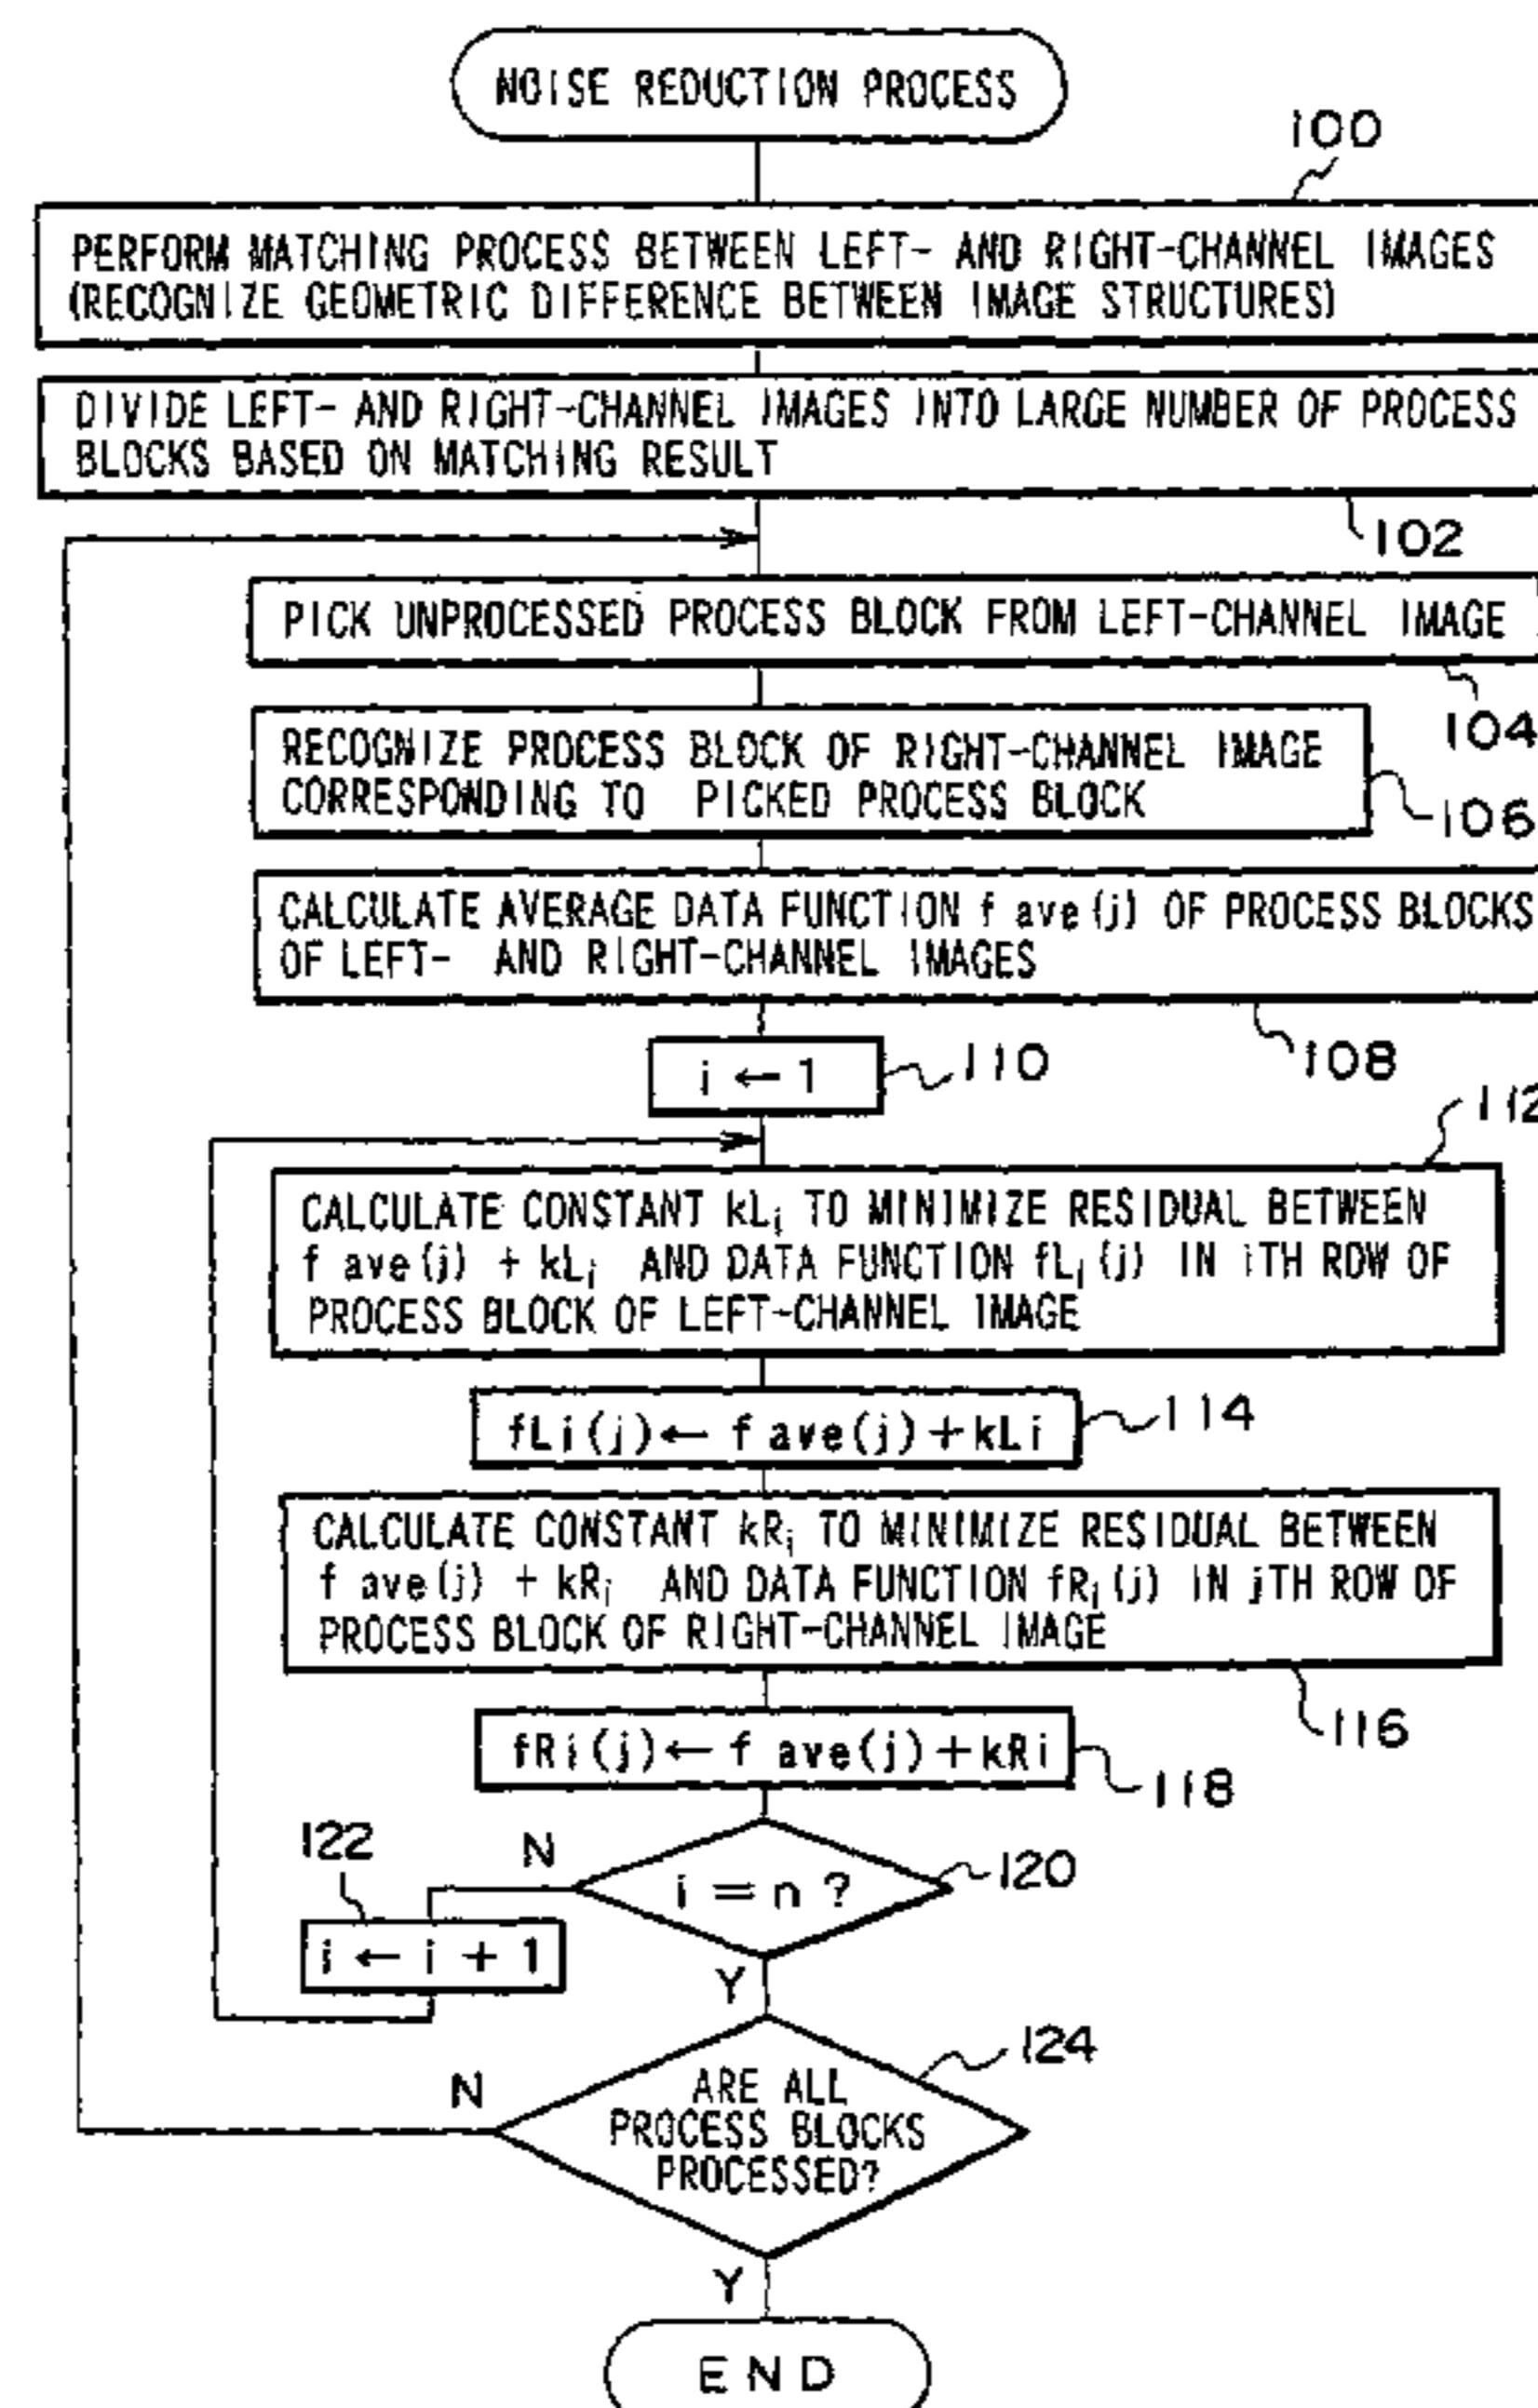 NOISE REDUCTION PROCESS
100
PERFORM MATCHING PROCESS BETWEEN LEFT- AND RIGHT-CHANNEL IMAGES
(RECOGNIZE GEOMETRIC DIFFERENCE BETWEEN IMAGE STRUCTURES)
DIVIDE LEFT- AND RIGHT-CHANNEL IMAGES INTO LARGE NUMBER OF PROCESS
BLOCKS BASED ON MATCHING RESULT
102
PICK UNPROCESSED PROCESS BLOCK FROM LEFT-CHANNEL IMAGE
104
RECOGNIZE PROCESS BLOCK OF RIGHT-CHANNEL IMAGE
CORRESPONDING TO PICKED PROCESS BLOCK
106
CALCULATE AVERAGE DATA FUNCTION f ave(j) OF PROCESS BLOCKS
OF LEFT- AND RIGHT-CHANNEL IMAGES
108
i ← 1
110
112
CALCULATE CONSTANT kLi TO MINIMIZE RESIDUAL BETWEEN
f ave(j) + kLi AND DATA FUNCTION fLi(j) IN iTH ROW OF
PROCESS BLOCK OF LEFT-CHANNEL IMAGE
fLi(j) ← f ave(j) + kLi
114
CALCULATE CONSTANT kRi TO MINIMIZE RESIDUAL BETWEEN
f ave(j) + kRi AND DATA FUNCTION fRi(j) IN jTH ROW OF
PROCESS BLOCK OF RIGHT-CHANNEL IMAGE
116
fRi(j) ← f ave(j) + kRi
118
122
N
i = n ?
120
i ← i + 1
Y
124
N
ARE ALL
PROCESS BLOCKS
PROCESSED?
Y
END